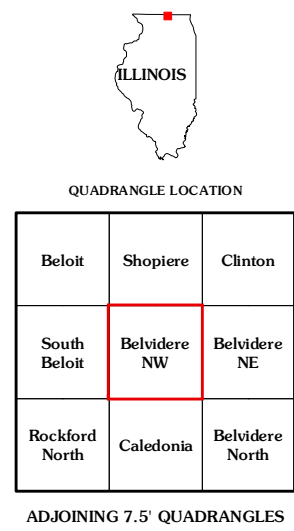 ILLINOIS
QUADRANGLE LOCATION
Beloit
Shopiere
Clinton
South
Beloit
Belvidere
NW
Belvidere
NE
Rockford
North
Caledonia
Belvidere
North
ADJOINING 7.5' QUADRANGLES